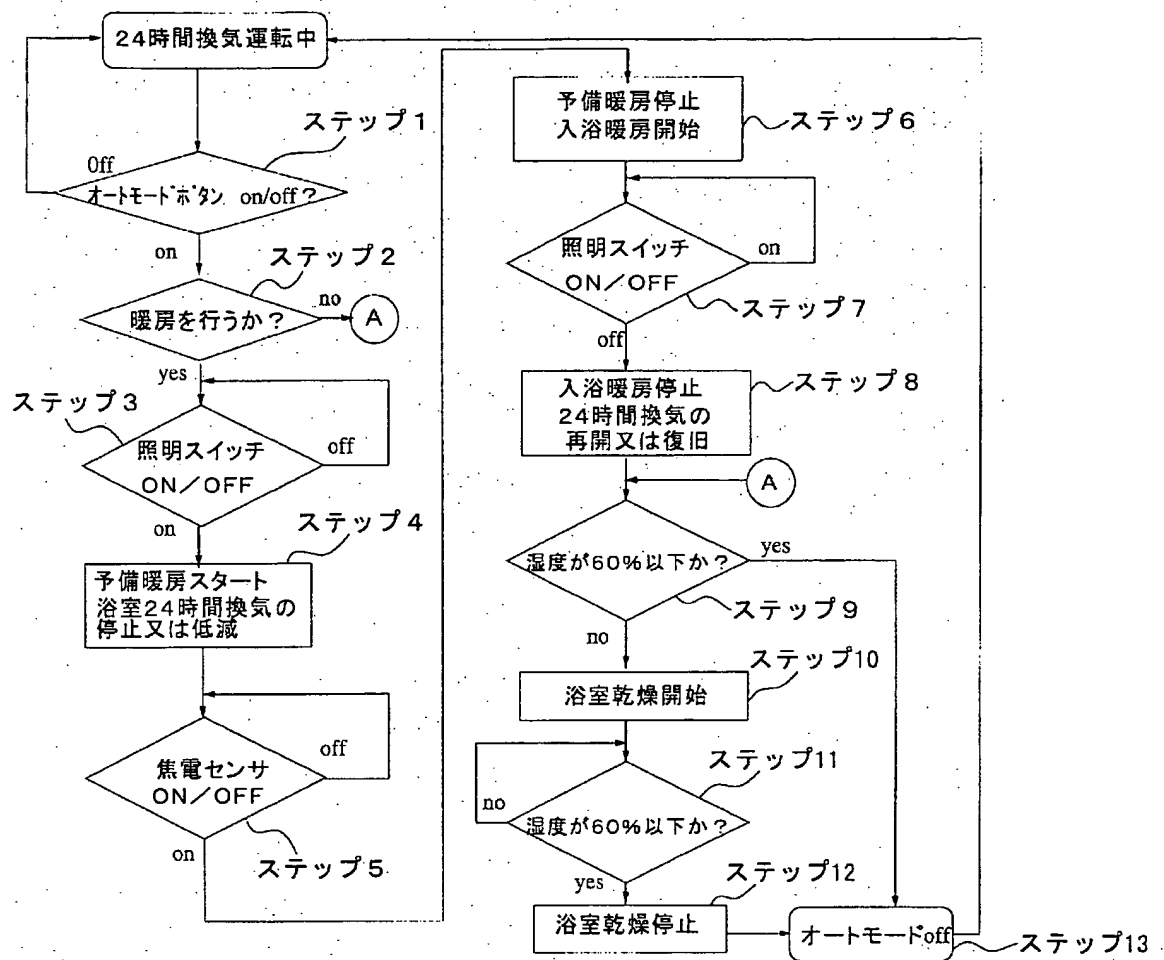 24時間換気運転中
ステップ1
Off
オートモードボタン on/off?
on
ステップ2
暖房を行うか?
no
A
yes
ステップ3
照明スイッチ
ON/OFF
off
on
ステップ4
予備暖房スタート
浴室24時間換気の
停止又は低減
焦電センサ
ON/OFF
off
on
ステップ5
予備暖房停止
入浴暖房開始
ステップ6
照明スイッチ
ON/OFF
on
ステップ7
off
入浴暖房停止
24時間換気の
再開又は復旧
ステップ8
A
湿度が60%以下か?
yes
ステップ9
no
ステップ10
浴室乾燥開始
ステップ11
no
湿度が60%以下か?
yes
ステップ12
浴室乾燥停止
オートモードoff
ステップ13